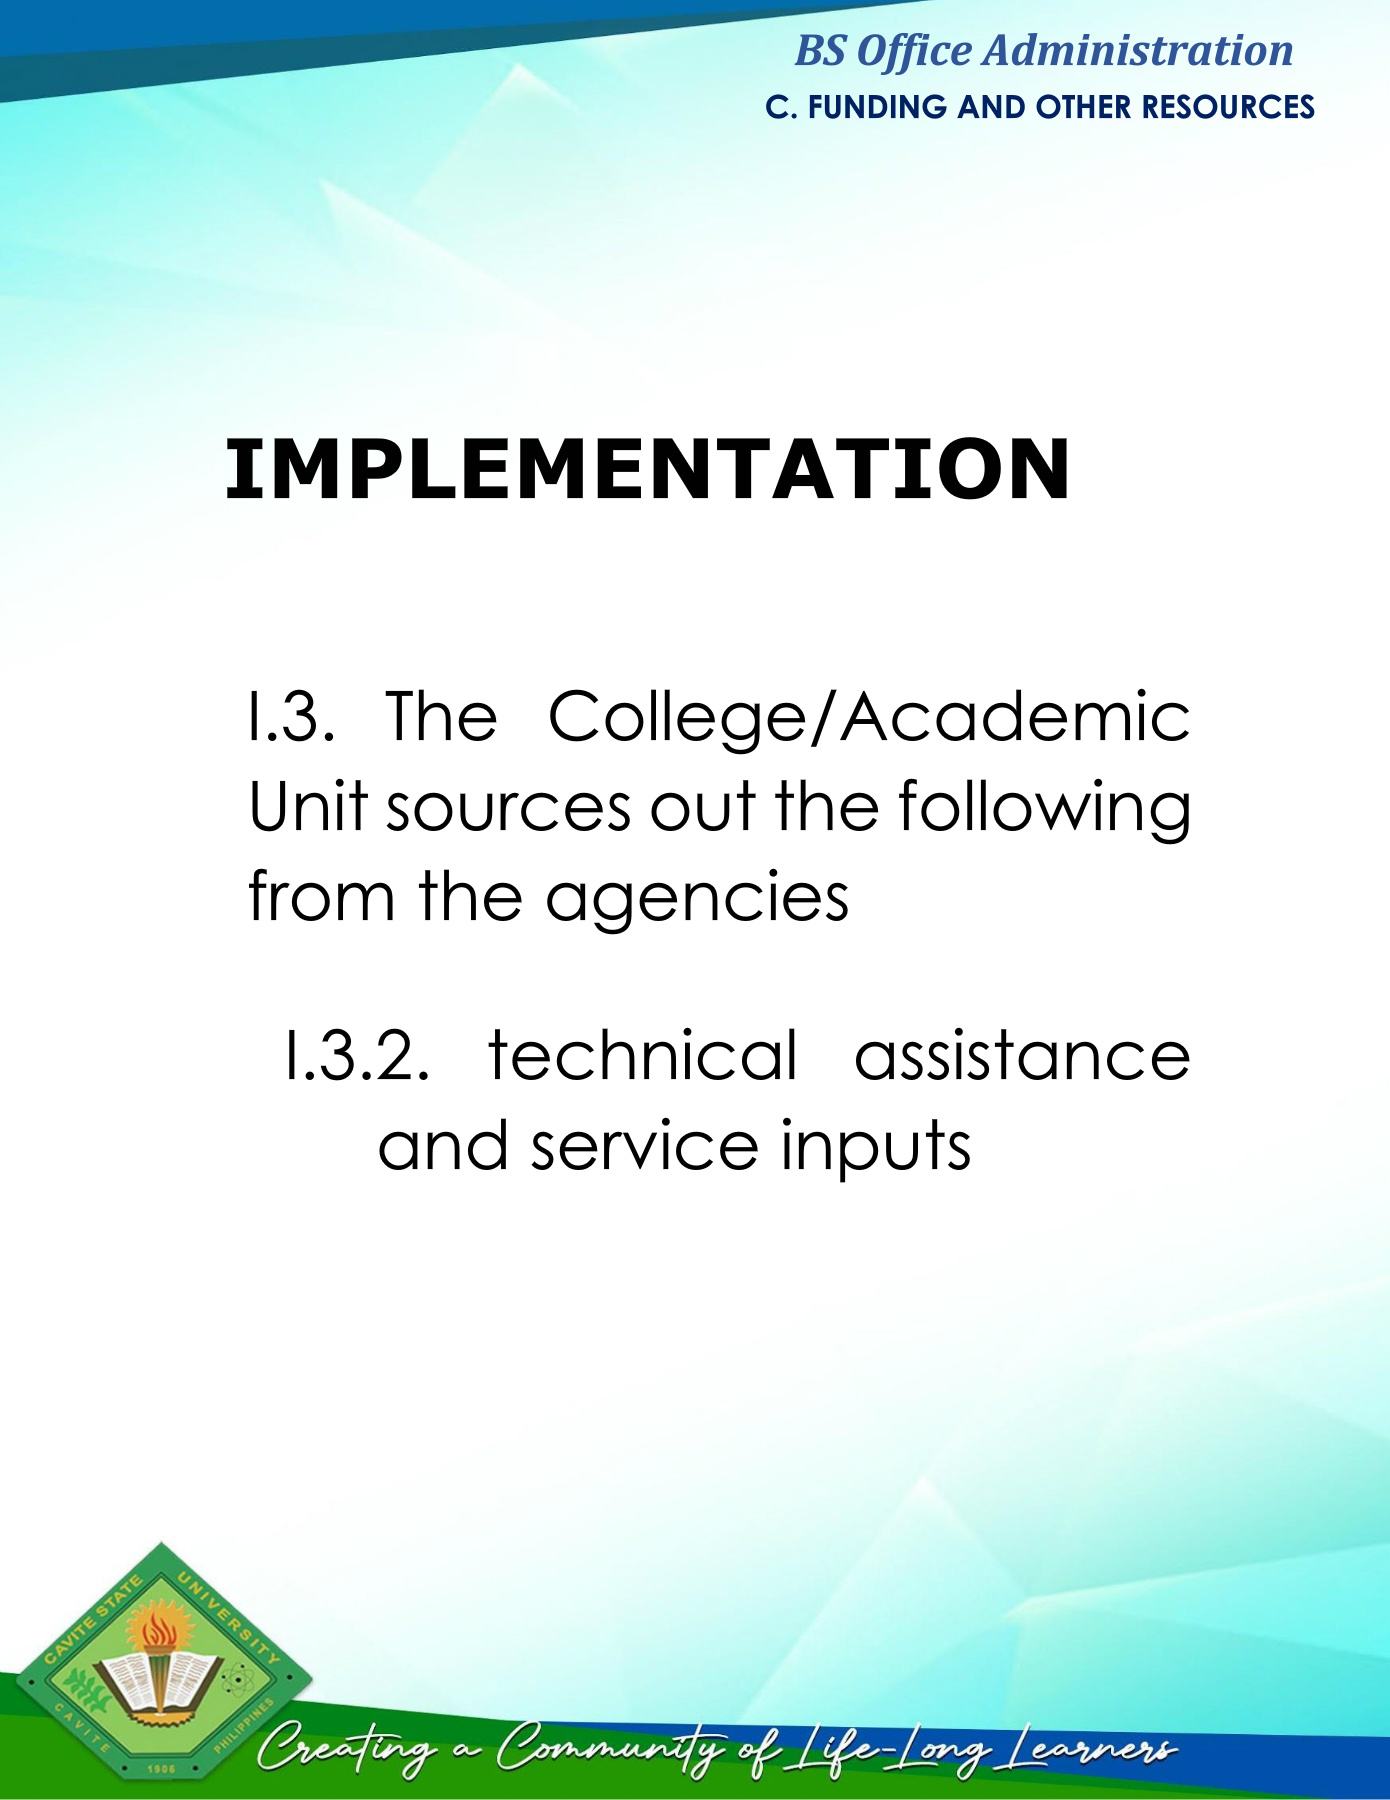 BS Office Administration
C. FUNDING AND OTHER RESOURCES
IMPLEMENTATION
I.3. The College/Academic
Unit sources out the following
from the agencies
I.3.2. technical assistance
and service inputs
CAVITE STATE UNIVERSITY
CAVITE PHILIPPINES
1906
Creating a Community of Life-Long Learners